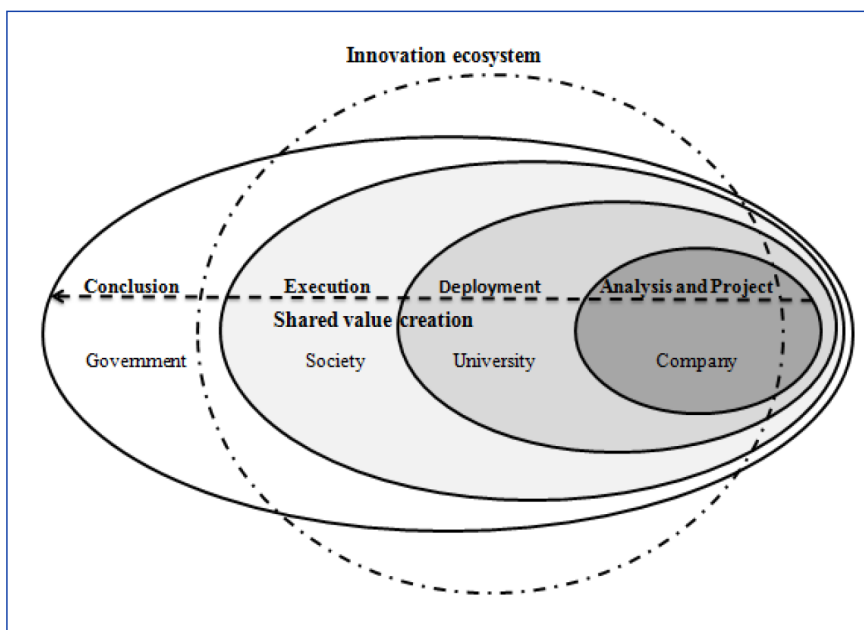 Innovation ecosystem
Conclusion Execution Deployment Analysis and Project
Shared value creation
Government Society University Company